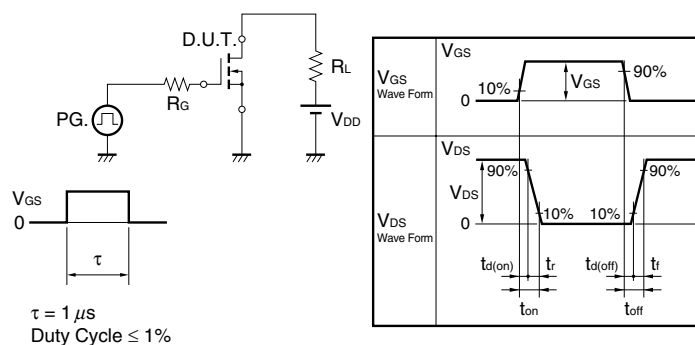 D.U.T.
RL
RG
PG.
VDD
VGS
0
τ
τ = 1 μs
Duty Cycle ≤ 1%
VGS
Wave Form
VGS
10%
VGS
90%
0
VDS
Wave Form
VDS
VDS
90%
90%
10%
10%
0
td(on) tr td(off) tf
ton toff